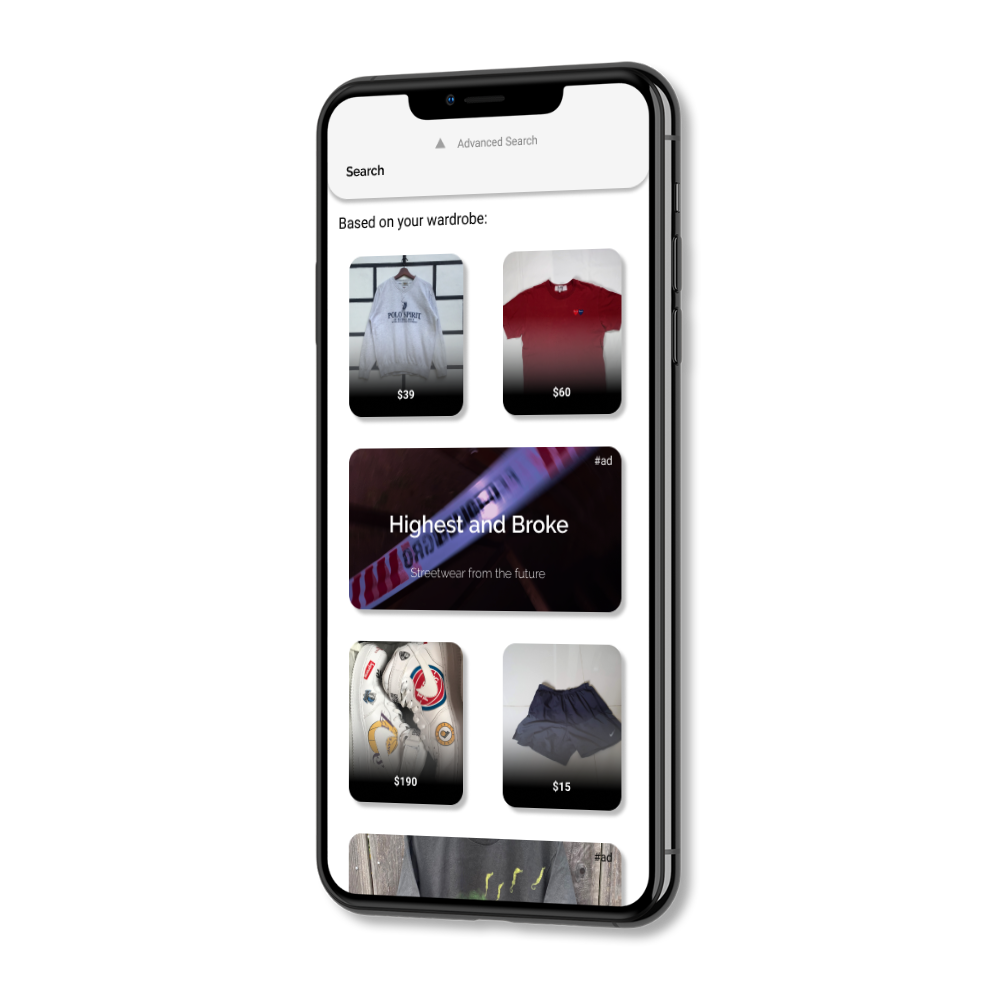 Advanced Search
Search
Based on your wardrobe:
POLO SPIRIT
$39
$60
#ad
Highest and Broke
Streetwear from the future
$190
$15
#ad